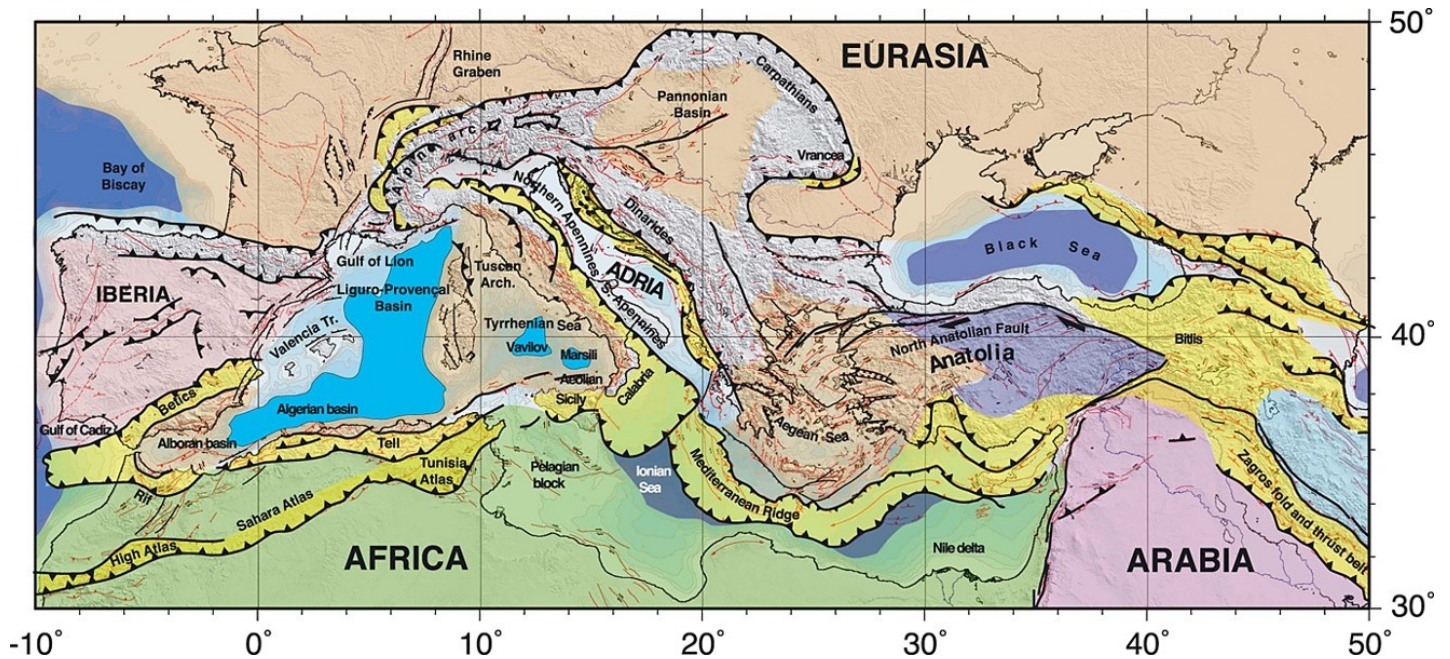 50°
EURASIA
Rhine
Graben
Carpathians
Pannonian
Basin
Alpine arc
Vrancea
Bay of
Biscay
Northern Apennines
Dinarides
Black Sea
Gulf of Lion
Tuscan
Arch.
ADRIA
IBERIA
Liguro-Provençal
Basin
S. Apennines
Valencia Tr.
Tyrrhenian Sea
Vavilov
Marsili
North Anatolian Fault
Anatolia
Bitlis
40°
Aeolian
Sicily
Calabria
Betics
Algerian basin
Gulf of Cadiz
Alboran basin
Tell
Aegean Sea
Tunisia
Atlas
Pelagian
block
Ionian
Sea
Mediterranean Ridge
Zagros fold and thrust belt
Rif
Sahara Atlas
High Atlas
AFRICA
Nile delta
ARABIA
30°
-10°
0°
10°
20°
30°
40°
50°